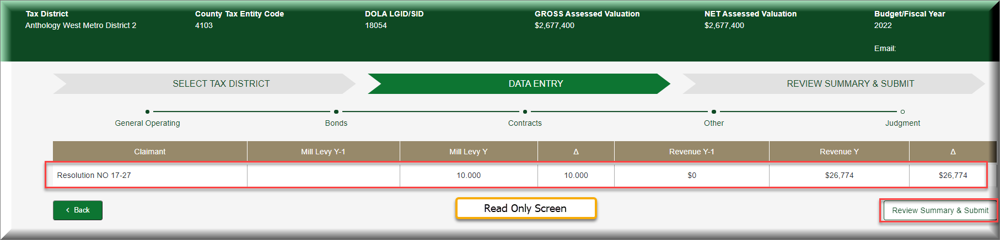 Tax District County Tax Entity Code DOLA LGID/SID GROSS Assessed Valuation NET Assessed Valuation Budget/Fiscal Year
Anthology West Metro District 2 4103 18054 $2,677,400 $2,677,400 2022
Email:
SELECT TAX DISTRICT DATA ENTRY REVIEW SUMMARY & SUBMIT
General Operating Bonds Contracts Other Judgment
Claimant Mill Levy Y-1 Mill Levy Y Δ Revenue Y-1 Revenue Y Δ
Resolution NO 17-27 10.000 10.000 $0 $26,774 $26,774
Back Read Only Screen Review Summary & Submit